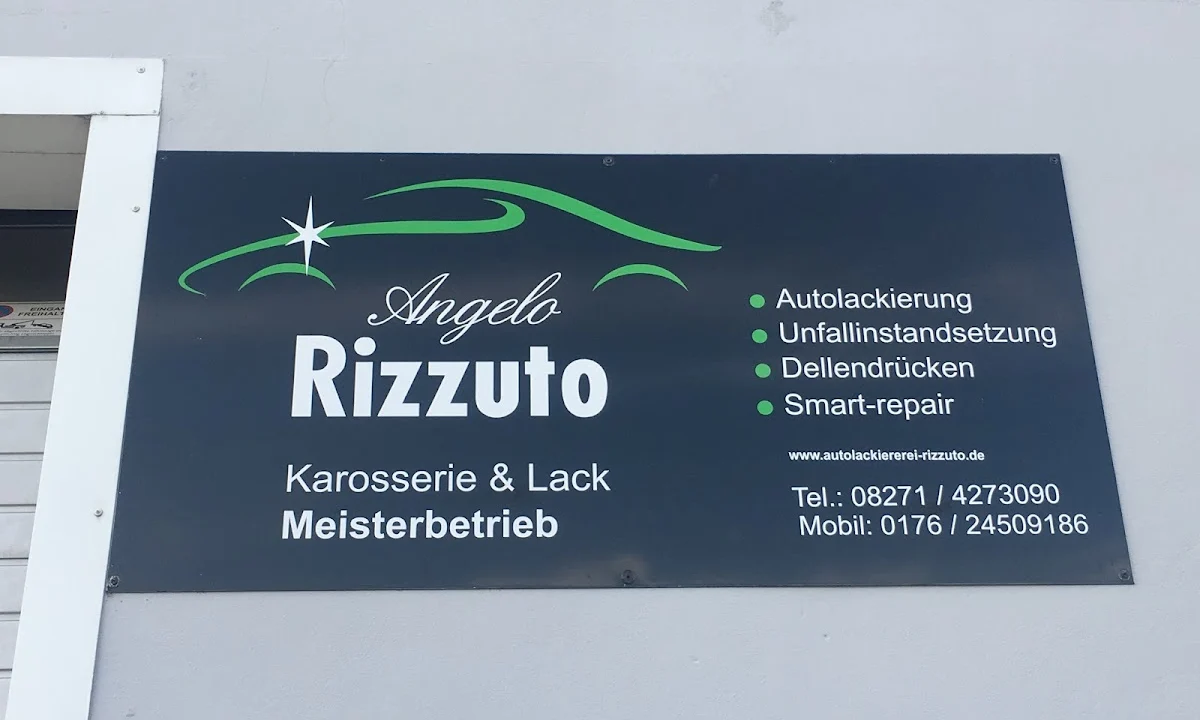 Angelo
Rizzuto
Karosserie & Lack
Meisterbetrieb
Autolackierung
Unfallinstandsetzung
Dellendrücken
Smart-repair
www.autolackiererei-rizzuto.de
Tel.: 08271 / 4273090
Mobil: 0176 / 24509186